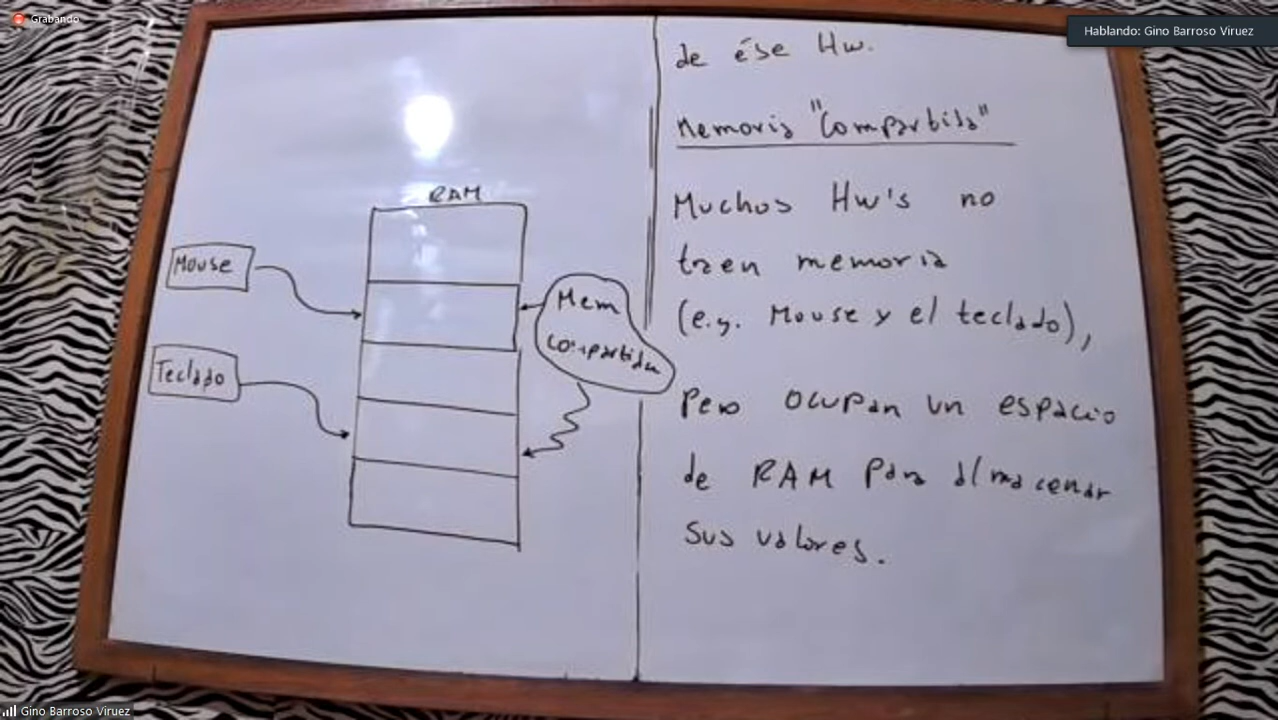 Grabando
Hablando: Gino Barroso Viruez
RAM
Mouse
Teclado
Mem
Compartida
de ése Hw.
Memoria "Compartida"
Muchos Hw's no
traen memoria
(e.g. Mouse y el teclado),
Pero ocupan un espacio
de RAM para almacenar
sus valores.
Gino Barroso Viruez